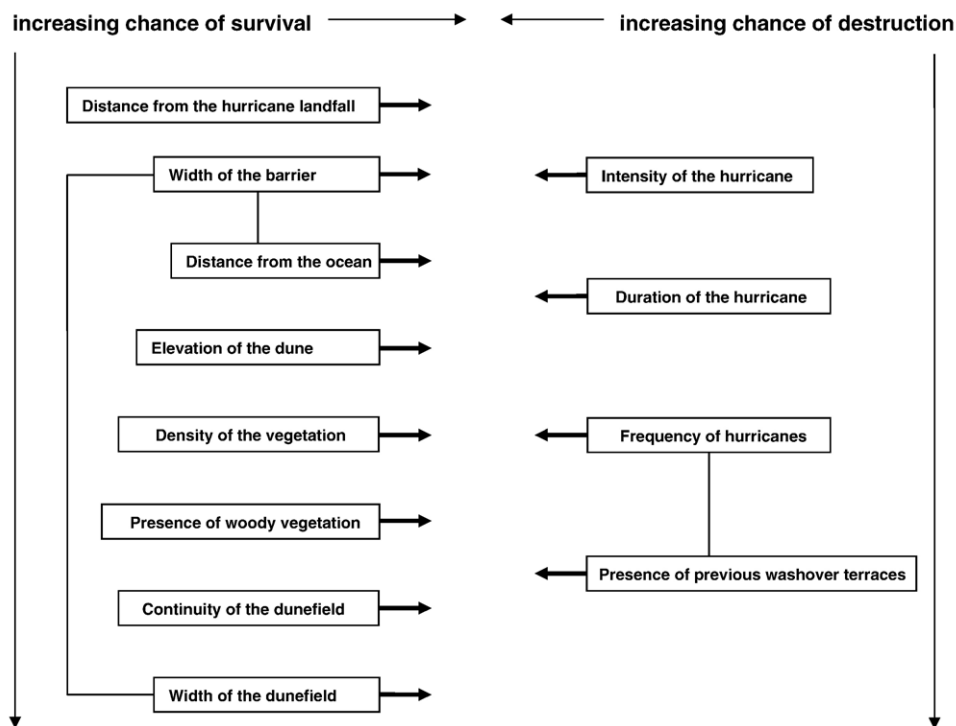 increasing chance of survival
increasing chance of destruction
Distance from the hurricane landfall
Width of the barrier
Intensity of the hurricane
Distance from the ocean
Duration of the hurricane
Elevation of the dune
Density of the vegetation
Frequency of hurricanes
Presence of woody vegetation
Presence of previous washover terraces
Continuity of the dunefield
Width of the dunefield